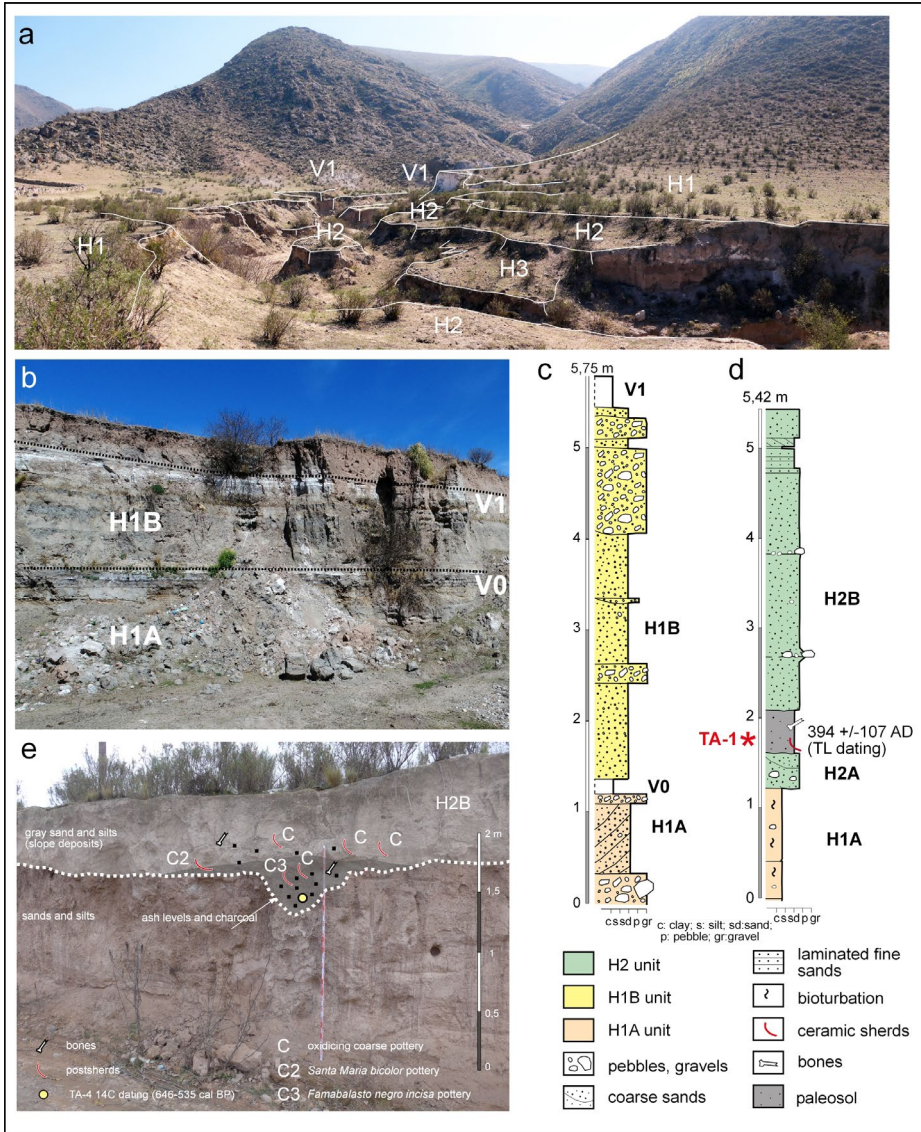 a
V1
V1
H1
H2
H2
H2
H1
H3
H2
b
H1B
V1
V0
H1A
c
5,75 m
V1
5
4
H1B
3
2
V0
1
H1A
0
cssdpgr
d
5,42 m
5
4
H2B
3
2
TA-1*
394 +/-107 AD
(TL dating)
H2A
1
H1A
0
cssdpgr
c: clay; s: silt; sd:sand;
p: pebble; gr:gravel
e
H2B
gray sand and silts
(slope deposits)
C
C
C
C2
C3
C
2 m
1,5
1
0,5
0
sands and silts
ash levels and charcoal
bones
postsherds
TA-4 14C dating (646-535 cal BP)
C oxidicing coarse pottery
C2 Santa Maria bicolor pottery
C3 Famabalasto negro incisa pottery
H2 unit
H1B unit
H1A unit
pebbles, gravels
coarse sands
laminated fine
sands
bioturbation
ceramic sherds
bones
paleosol